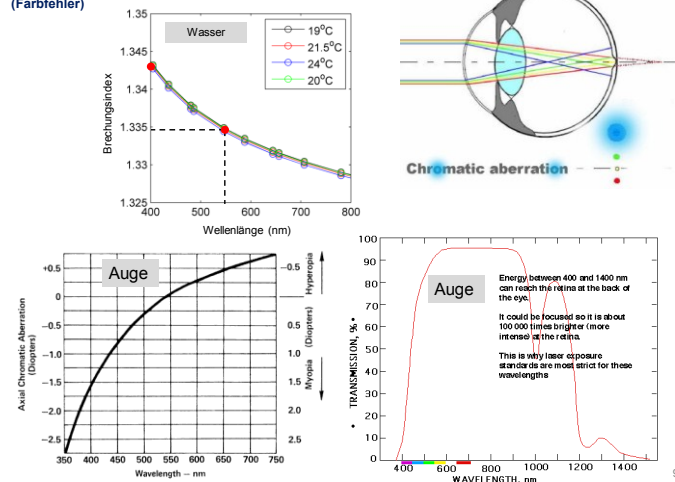 (Farbfehler)
1.35
1.345
1.34
1.335
1.33
1.325
400 500 600 700 800
Brechungsindex
Wellenlänge (nm)
Wasser
19°C
21.5°C
24°C
20°C
Chromatic aberration
Auge
+0.5
0
−0.5
−1.0
−1.5
−2.0
−2.5
Axial Chromatic Aberration
(Diopters)
350 400 450 500 550 600 650 700 750
Wavelength — nm
−0.5
0
0.5
1.0
1.5
2.0
2.5
Hyperopia
(Diopters)
Myopia
Auge
100
90
80
70
60
50
40
30
20
10
0
• TRANSMISSION, % •
400 600 800 1000 1200 1400
WAVELENGTH, nm
Energy between 400 and 1400 nm
can reach the retina at the back of
the eye.
It could be focused so it is about
100 000 times brighter (more
intense) at the retina.
This is why laser exposure
standards are most strict for these
wavelengths